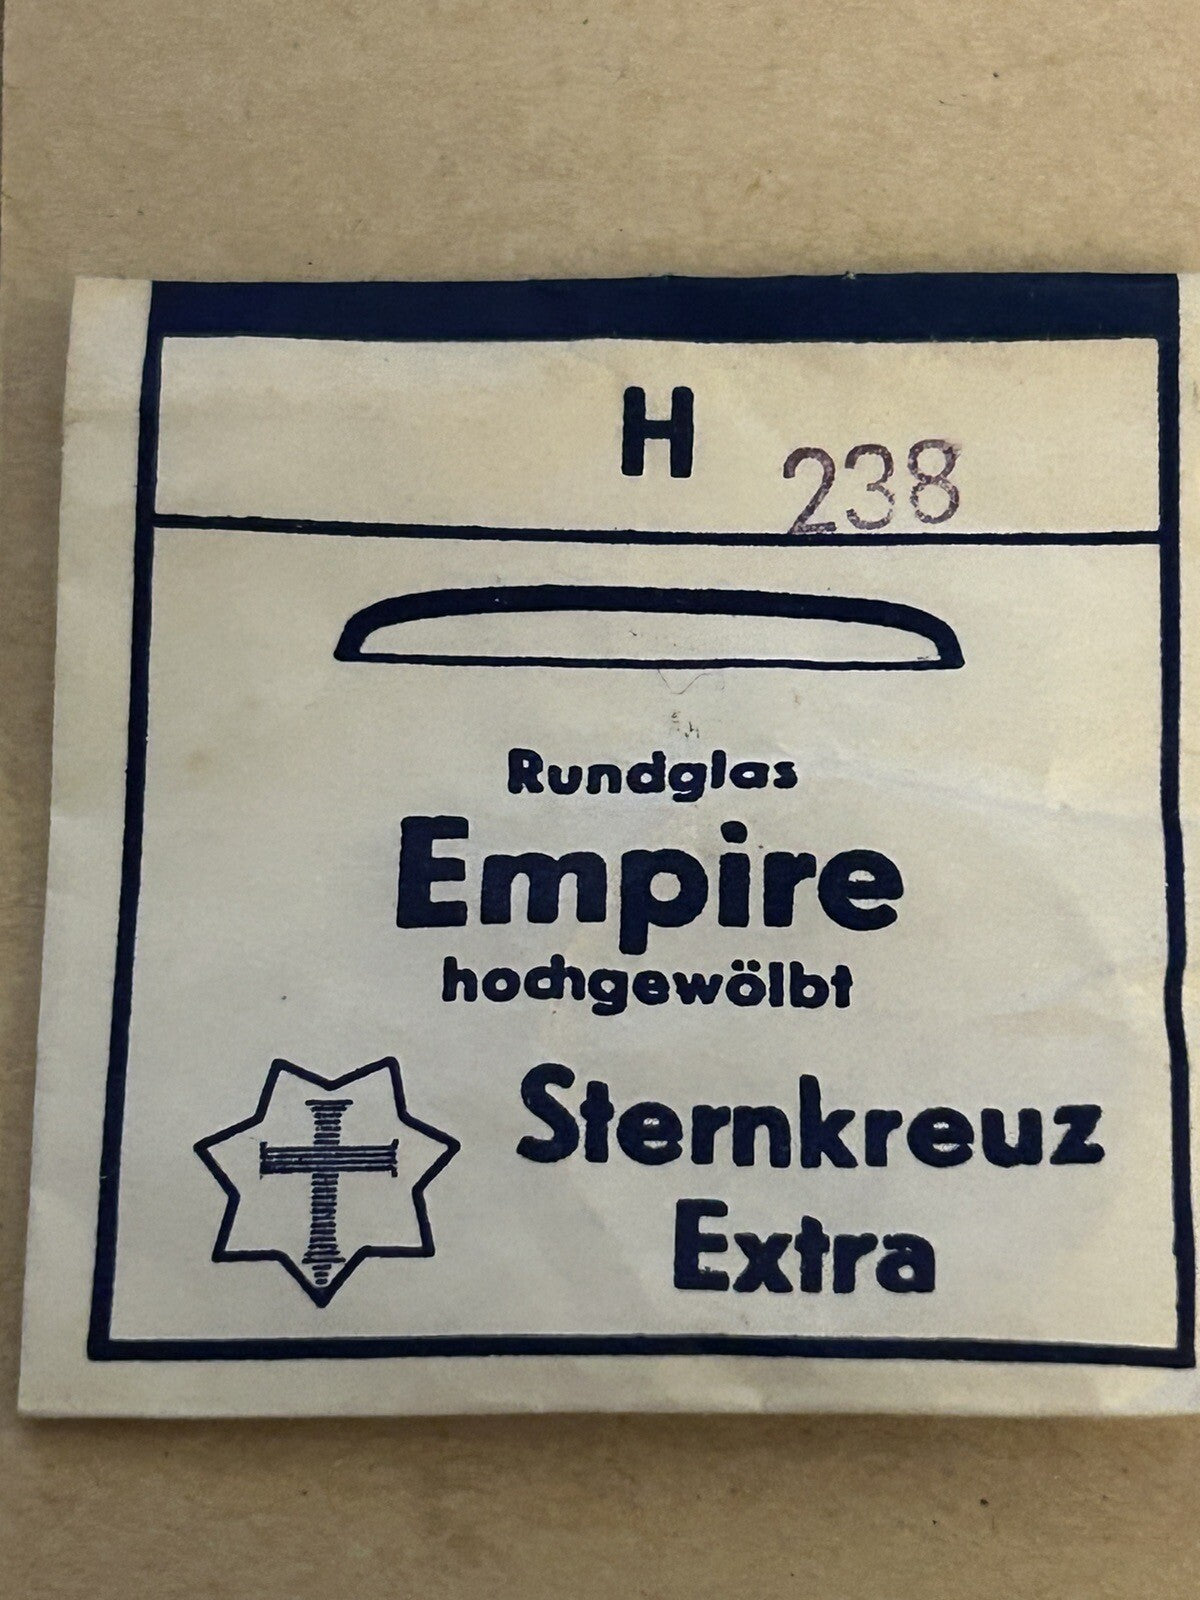 H 238
Rundglas
Empire
hochgewölbt
Sternkreuz
Extra